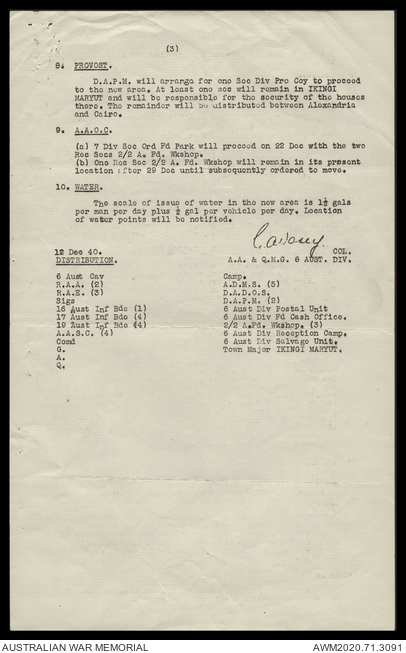 (3)
8. PROVOST.
D.A.P.M. will arrange for one Sec Div Pro Coy to proceed
to the new area. At least one sec will remain in IKINGI
MARYUT and will be responsible for the security of the houses
there. The remainder will be distributed between Alexandria
and Cairo.
9. A.A.O.C.
(a) 7 Div Sec Ord Fd Park will proceed on 22 Dec with the two
Rec Secs 2/2 A. Fd. Wkshop.
(b) One Rec Sec 2/2 A. Fd. Wkshop will remain in its present
location after 29 Dec until subsequently ordered to move.
10. WATER.
The scale of issue of water in the new area is 1½ gals
per man per day plus ½ gal per vehicle per day. Location
of water points will be notified.
COL.
12 Dec 40. A.A. & Q.M.G. 6 AUST. DIV.
DISTRIBUTION.
6 Aust Cav
R.A.A. (2)
R.A.E. (3)
Sigs
16 Aust Inf Bde (1)
17 Aust Inf Bde (4)
19 Aust Inf Bde (4)
A.A.S.C. (4)
Comd
G.
A.
Q.
Camp.
A.D.M.S. (5)
D.A.D.O.S.
D.A.P.M. (2)
6 Aust Div Postal Unit
6 Aust Div Fd Cash Office.
2/2 A.Fd. Wkshop. (3)
6 Aust Div Reception Camp.
6 Aust Div Salvage Unit.
Town Major IKINGI MARYUT.
AUSTRALIAN WAR MEMORIAL
AWM2020.71.3091